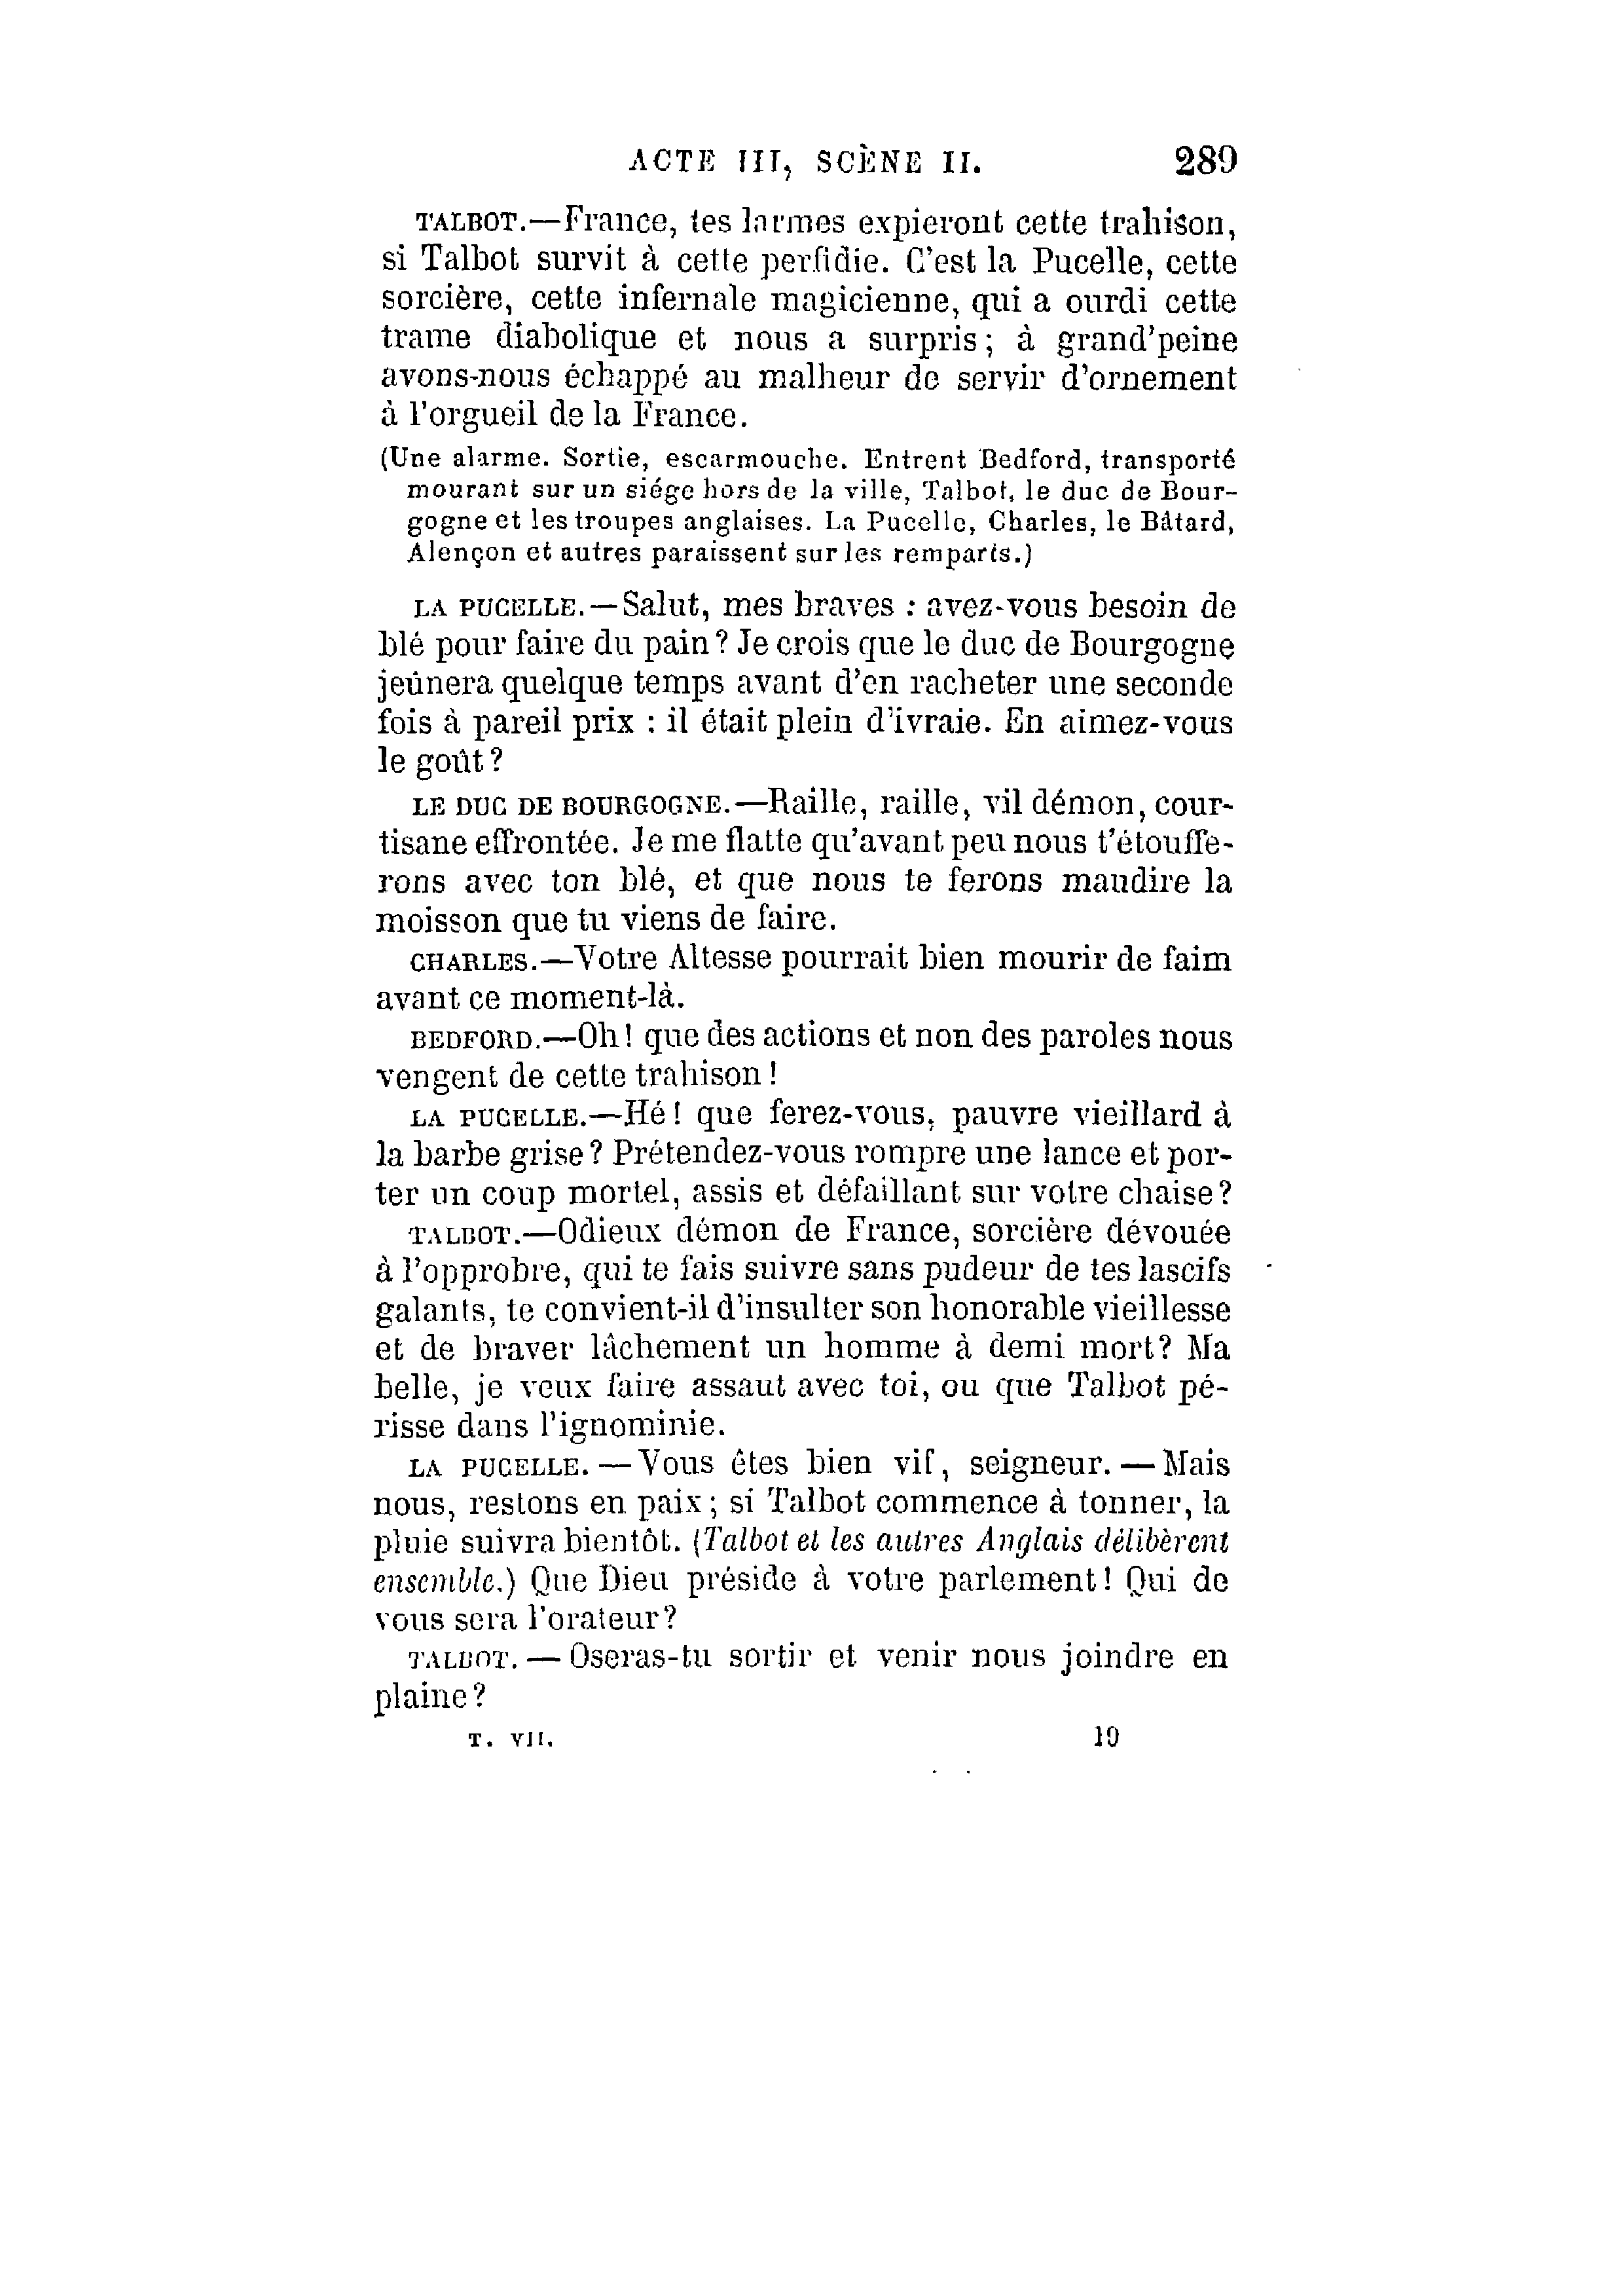 ACTE III, SCÈNE II. 289
TALBOT.—France, tes larmes expieront cette trahison,
si Talbot survit à cette perfidie. C'est la Pucelle, cette
sorcière, cette infernale magicienne, qui a ourdi cette
trame diabolique et nous a surpris; à grand'peine
avons-nous échappé au malheur de servir d'ornement
à l'orgueil de la France.
(Une alarme. Sortie, escarmouche. Entrent Bedford, transporté
mourant sur un siége hors de la ville, Talbot, le duc de Bour-
gogne et les troupes anglaises. La Pucelle, Charles, le Bâtard,
Alençon et autres paraissent sur les remparts.)
LA PUCELLE.—Salut, mes braves : avez-vous besoin de
blé pour faire du pain? Je crois que le duc de Bourgogne
jeûnera quelque temps avant d'en racheter une seconde
fois à pareil prix : il était plein d'ivraie. En aimez-vous
le goût?
LE DUC DE BOURGOGNE.—Raille, raille, vil démon, cour-
tisane effrontée. Je me flatte qu'avant peu nous t'étouffe-
rons avec ton blé, et que nous te ferons maudire la
moisson que tu viens de faire.
CHARLES.—Votre Altesse pourrait bien mourir de faim
avant ce moment-là.
BEDFORD.—Oh! que des actions et non des paroles nous
vengent de cette trahison!
LA PUCELLE.—Hé! que ferez-vous, pauvre vieillard à
la barbe grise? Prétendez-vous rompre une lance et por-
ter un coup mortel, assis et défaillant sur votre chaise?
TALBOT.—Odieux démon de France, sorcière dévouée
à l'opprobre, qui te fais suivre sans pudeur de tes lascifs
galants, te convient-il d'insulter son honorable vieillesse
et de braver lâchement un homme à demi mort? Ma
belle, je veux faire assaut avec toi, ou que Talbot pé-
risse dans l'ignominie.
LA PUCELLE. — Vous êtes bien vif, seigneur. — Mais
nous, restons en paix; si Talbot commence à tonner, la
pluie suivra bientôt. (Talbot et les autres Anglais délibèrent
ensemble.) Que Dieu préside à votre parlement! Qui de
vous sera l'orateur?
TALBOT. — Oseras-tu sortir et venir nous joindre en
plaine?
T. VII. 19